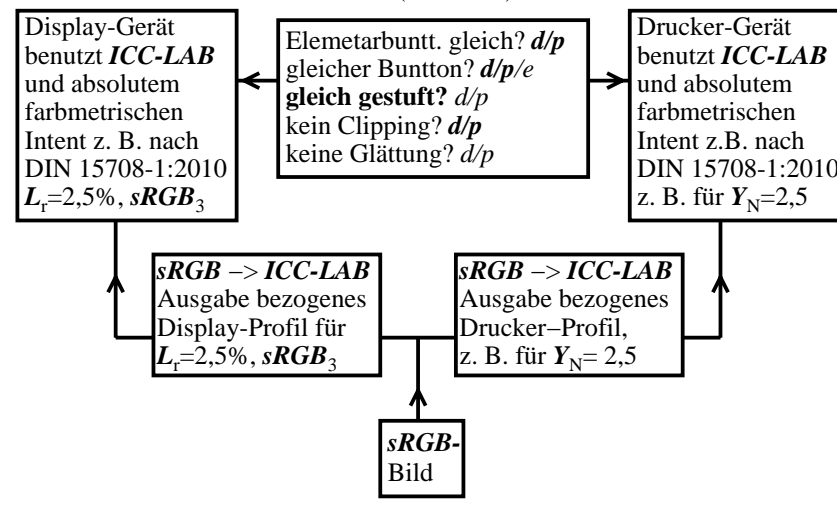 Display-Gerät
benutzt ICC-LAB
und absolutem
farbmetrischen
Intent z. B. nach
DIN 15708-1:2010
Lr=2,5%, sRGB3
Elemetarbuntt. gleich? d/p
gleicher Buntton? d/p/e
gleich gestuft? d/p
kein Clipping? d/p
keine Glättung? d/p
Drucker-Gerät
benutzt ICC-LAB
und absolutem
farbmetrischen
Intent z.B. nach
DIN 15708-1:2010
z. B. für YN=2,5
sRGB –> ICC-LAB
Ausgabe bezogenes
Display-Profil für
Lr=2,5%, sRGB3
sRGB –> ICC-LAB
Ausgabe bezogenes
Drucker–Profil,
z. B. für YN= 2,5
sRGB-
Bild